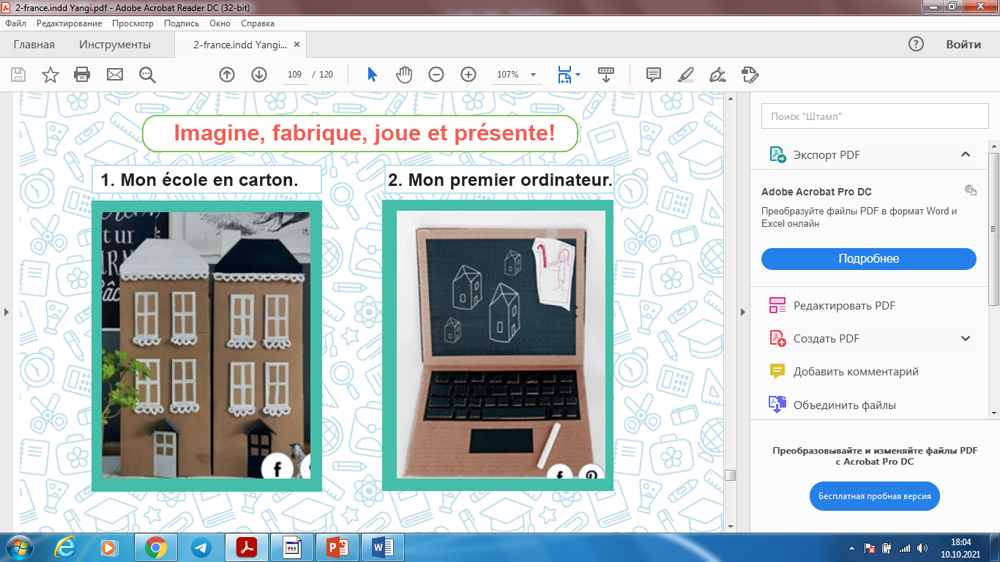 2-france.indd Yangi.pdf - Adobe Acrobat Reader DC (32-bit)
Файл Редактирование Просмотр Подпись Окно Справка
Главная Инструменты 2-france.indd Yangi... × Войти
109 / 120 107%
Imagine, fabrique, joue et présente!
1. Mon école en carton.
2. Mon premier ordinateur.
Поиск "Штамп"
Экспорт PDF
Adobe Acrobat Pro DC
Преобразуйте файлы PDF в формат Word и
Excel онлайн
Подробнее
Редактировать PDF
Создать PDF
Добавить комментарий
Объединить файлы
Преобразовывайте и изменяйте файлы PDF
с Acrobat Pro DC
Бесплатная пробная версия
18:04
10.10.2021